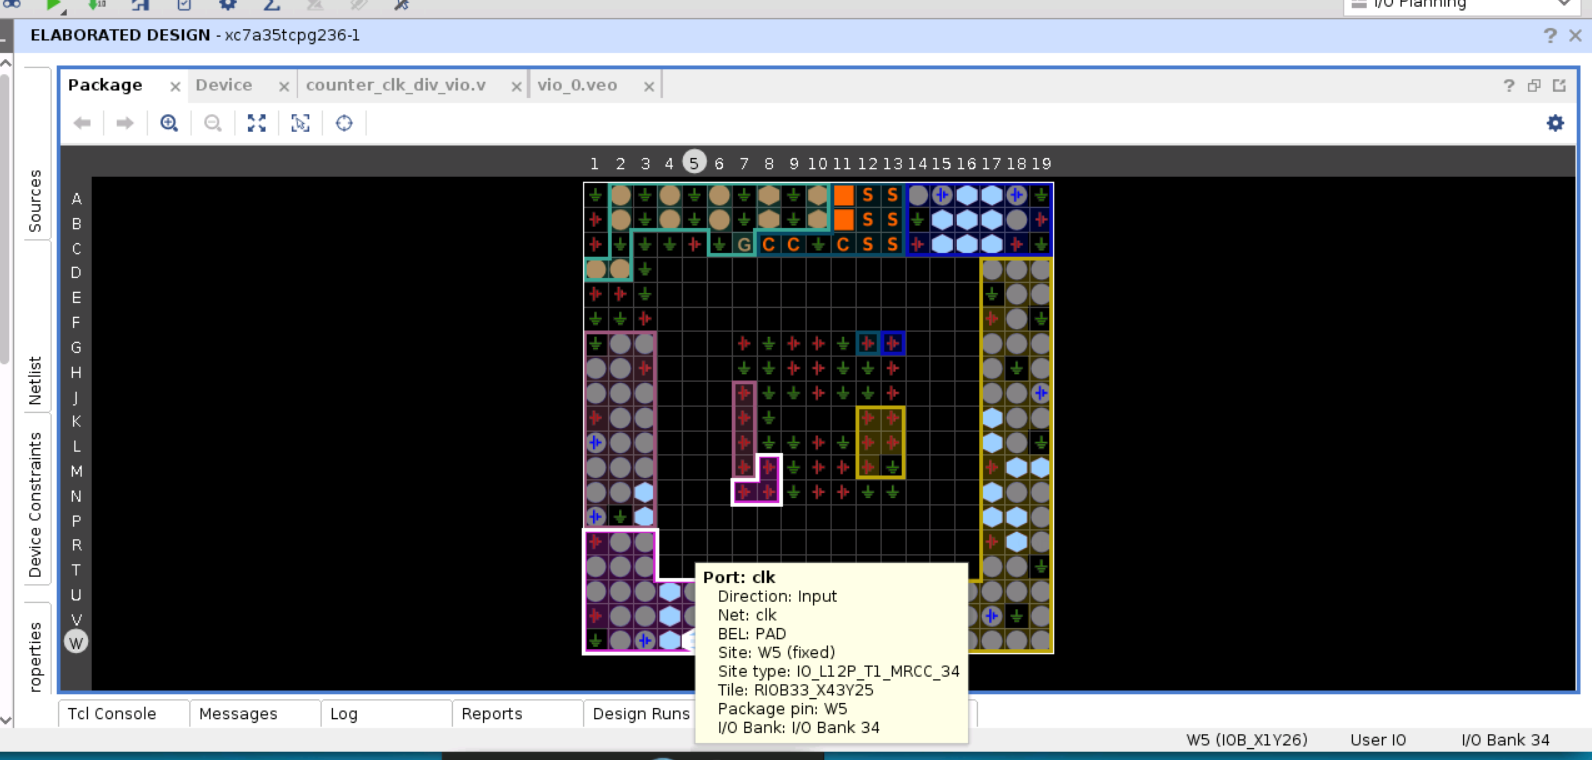 I/O Planning
ELABORATED DESIGN - xc7a35tcpg236-1
? ×
Package × Device × counter_clk_div_vio.v × vio_0.veo ×
?
1 2 3 4 5 6 7 8 9 10 11 12 13 14 15 16 17 18 19
A S S
B S S
C G C C C S S
D
E
F
G
H
J
K
L
M
N
P
R
T
U
V
W
Sources
Netlist
Device Constraints
roperties
Port: clk
Direction: Input
Net: clk
BEL: PAD
Site: W5 (fixed)
Site type: IO_L12P_T1_MRCC_34
Tile: RIOB33_X43Y25
Package pin: W5
I/O Bank: I/O Bank 34
Tcl Console Messages Log Reports Design Runs
W5 (IOB_X1Y26) User IO I/O Bank 34